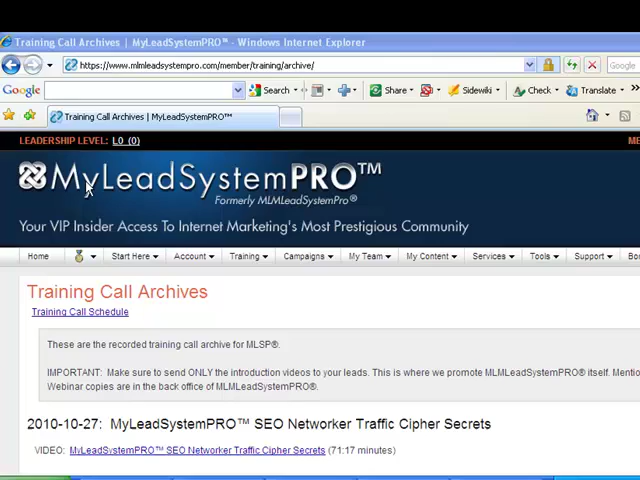 Training Call Archives | MyLeadSystemPRO™ - Windows Internet Explorer
https://www.mlmleadsystempro.com/member/training/archive/
Google
Google Search Share Sidewiki Check Translate
Training Call Archives | MyLeadSystemPRO™
LEADERSHIP LEVEL: L0 (0)
ME
MyLeadSystemPRO™
Formerly MLMLeadSystemPro®
Your VIP Insider Access To Internet Marketing's Most Prestigious Community
Home Start Here Account Training Campaigns My Team My Content Services Tools Support Bo
Training Call Archives
Training Call Schedule
These are the recorded training call archive for MLSP®.
IMPORTANT: Make sure to send ONLY the introduction videos to your leads. This is where we promote MLMLeadSystemPRO® itself. Mentio
Webinar copies are in the back office of MLMLeadSystemPRO®.
2010-10-27: MyLeadSystemPRO™ SEO Networker Traffic Cipher Secrets
VIDEO: MyLeadSystemPRO™ SEO Networker Traffic Cipher Secrets (71:17 minutes)